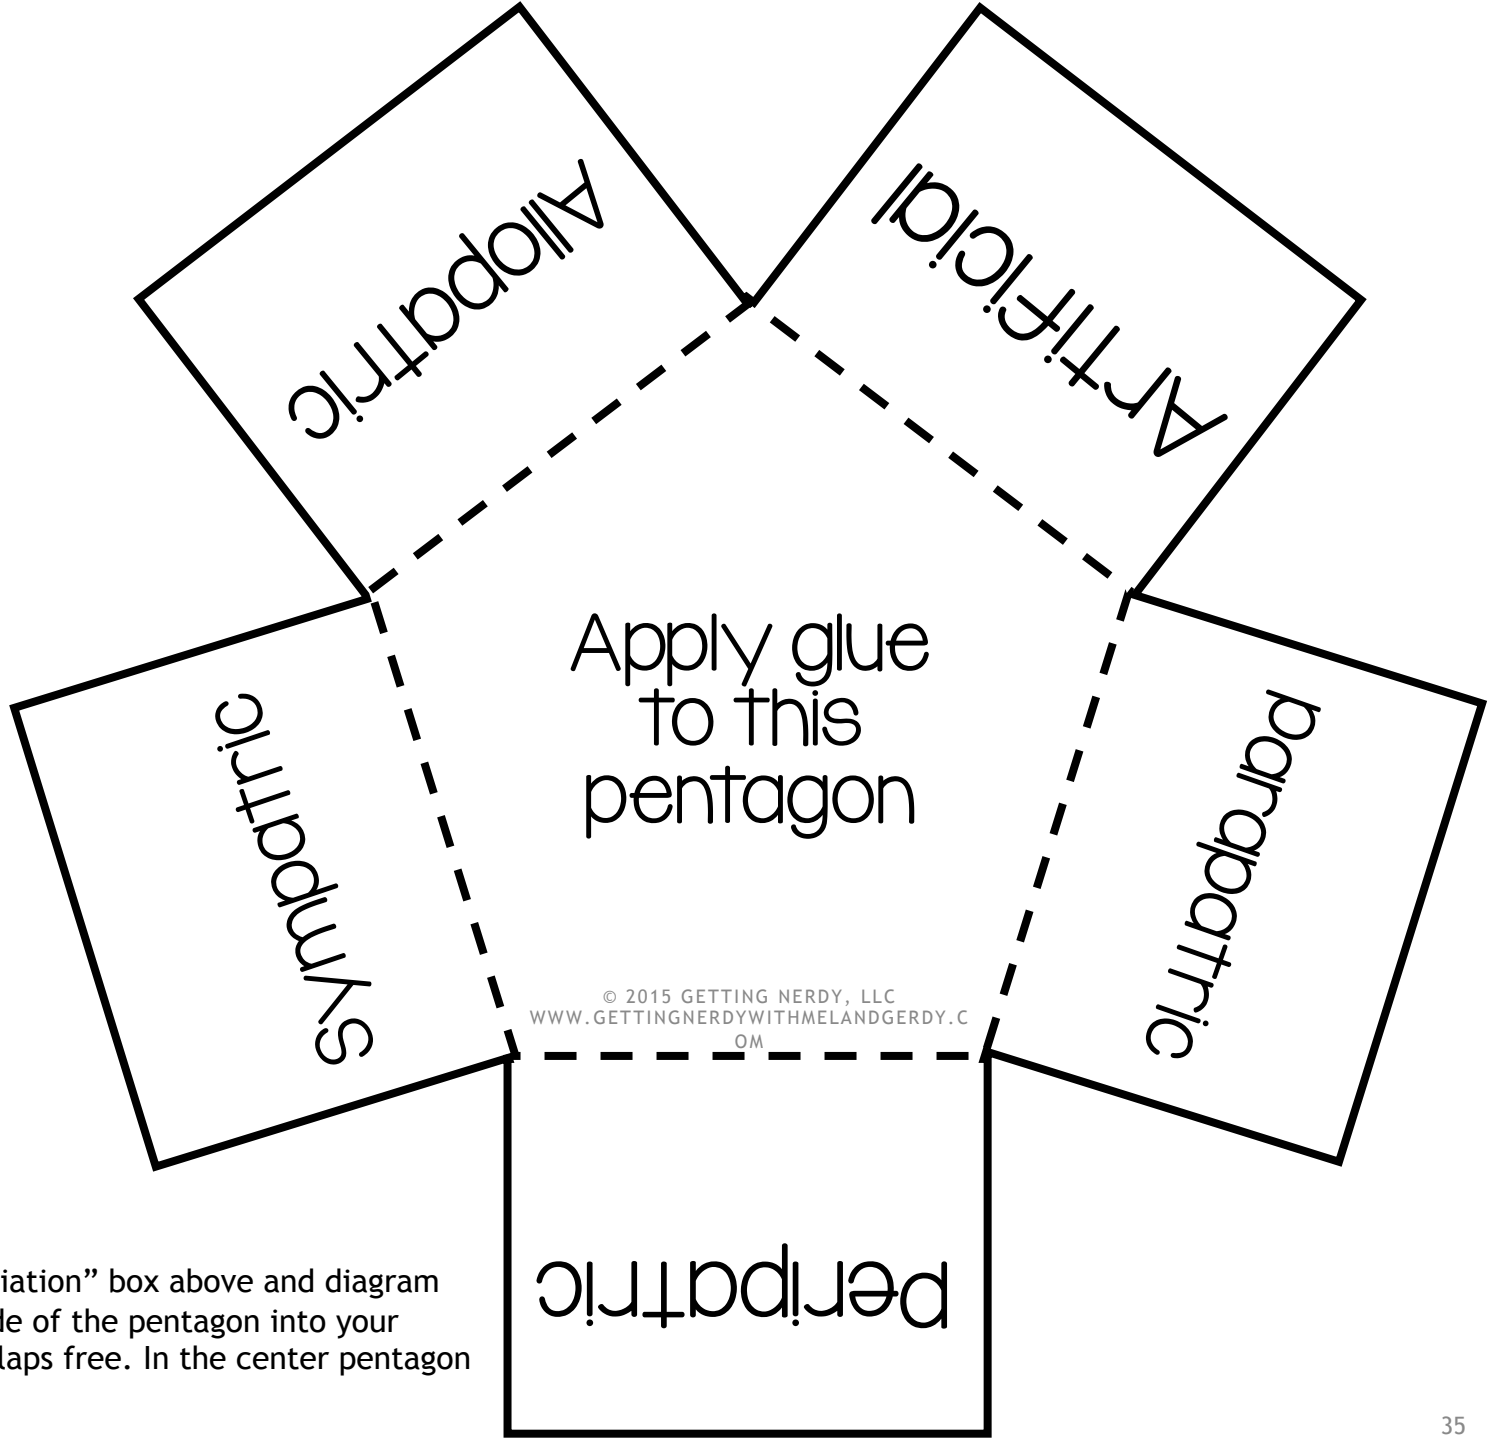 Allopatric
Artificial
Sympatric
parapatric
Apply glue
to this
pentagon
© 2015 GETTING NERDY, LLC
WWW.GETTINGNERDYWITHMELANDGERDY.C
OM
peripatric
iation” box above and diagram
de of the pentagon into your
laps free. In the center pentagon
35